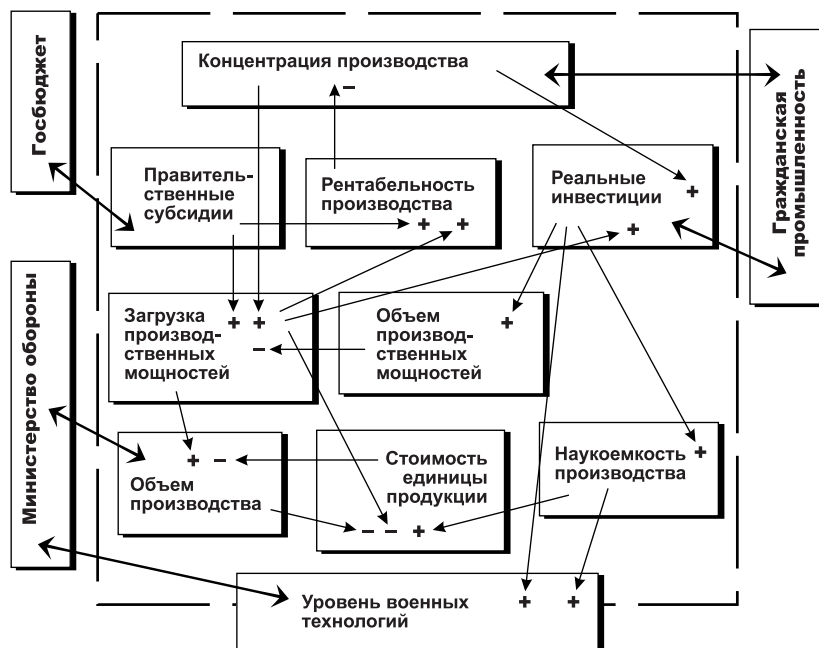 Госбюджет
Концентрация производства
−
Гражданская
промышленность
Правитель-
ственные
субсидии
Рентабельность
производства
+ +
Реальные
инвестиции
+
+
Министерство обороны
Загрузка
производ-
ственных
мощностей
+ +
−
Объем
производ-
ственных
мощностей
+
+ −
Объем
производства
Стоимость
единицы
продукции
− − +
Наукоемкость
производства
+
Уровень военных
технологий
+ +